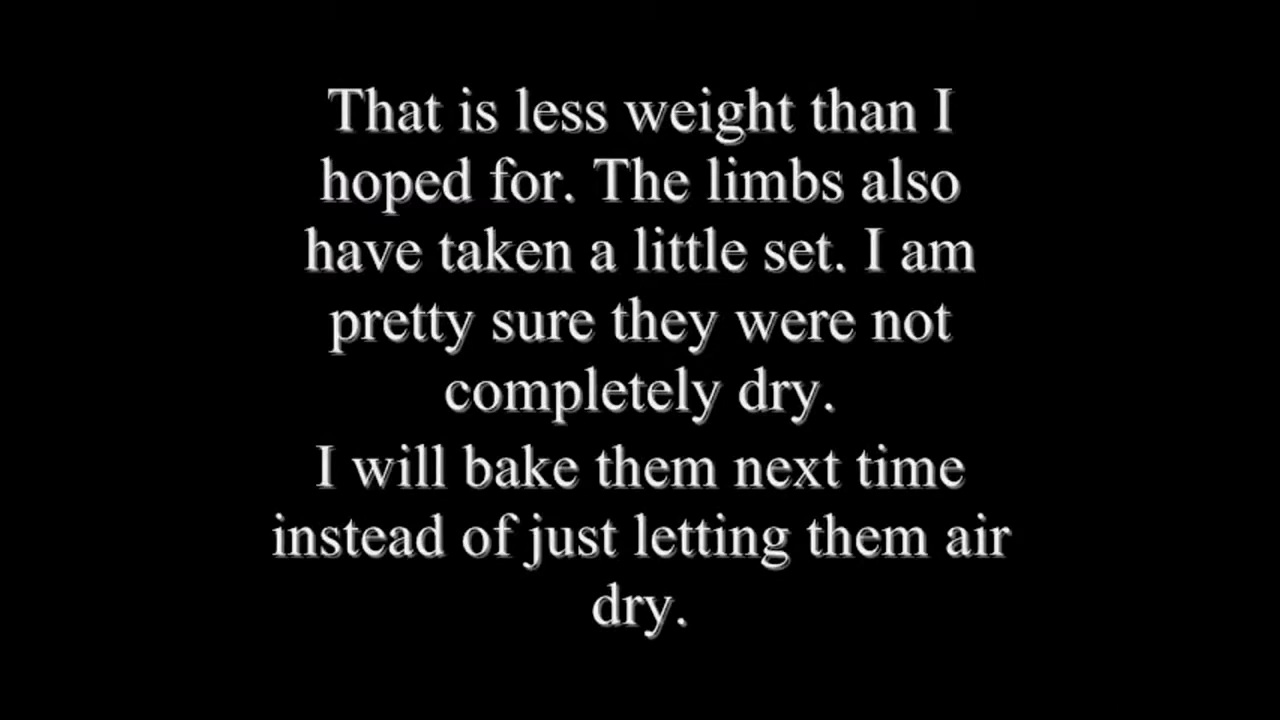 That is less weight than I
hoped for. The limbs also
have taken a little set. I am
pretty sure they were not
completely dry.
I will bake them next time
instead of just letting them air
dry.